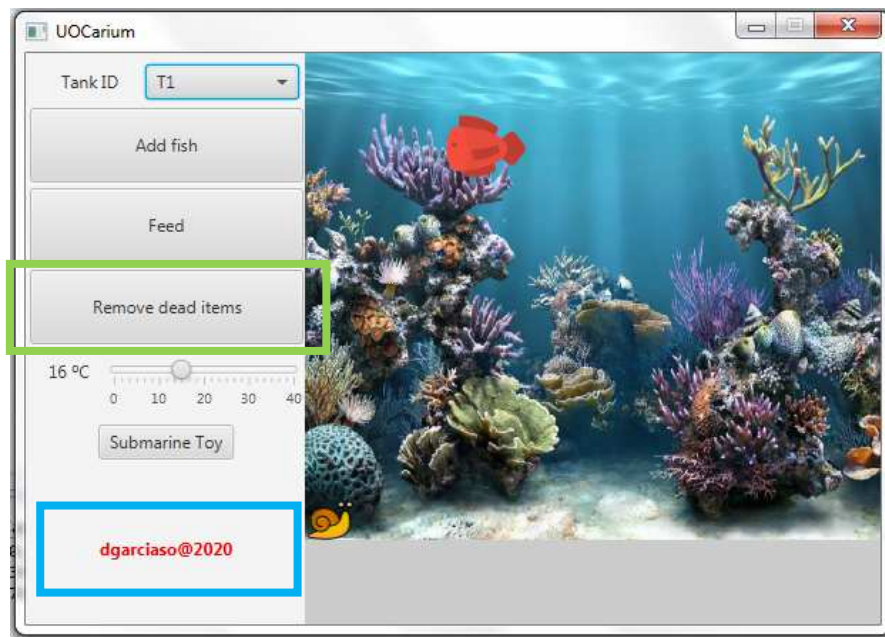 UOCarium
Tank ID T1
Add fish
Feed
Remove dead items
16 ºC
0 10 20 30 40
Submarine Toy
dgarciaso@2020